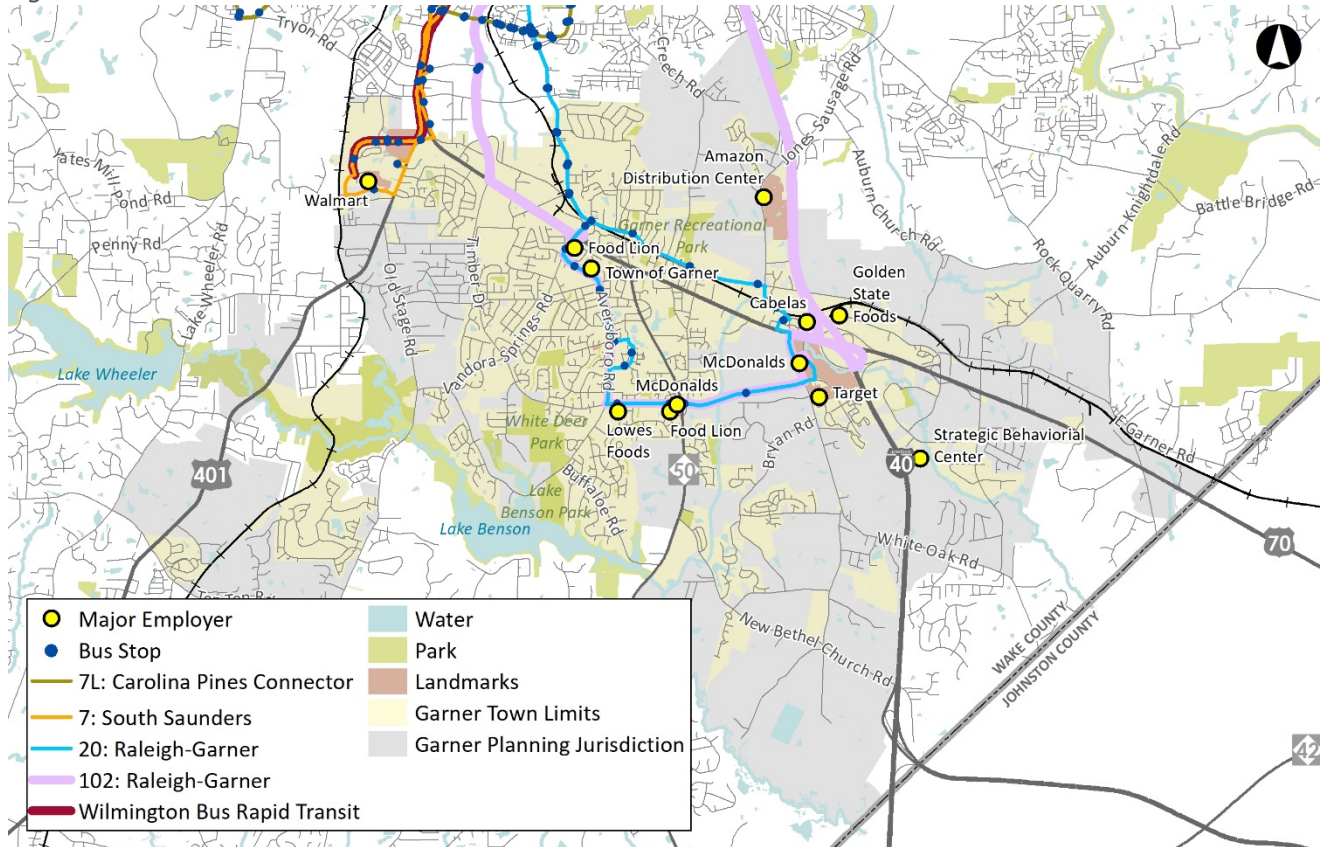 Tryon Rd
Creech Rd
Jones Sausage Rd
Yates Mill Pond Rd
Amazon
Distribution Center
Auburn Church Rd
Auburn-Knightdale Rd
Battle Bridge Rd
Walmart
Penny Rd
Lake Wheeler Rd
Old Stage Rd
Timber Dr
Garner Recreational
Park
Food Lion
Town of Garner
Rock Quarry Rd
Golden
State
Foods
Cabelas
Vandora Springs Rd
Aversboro Rd
Lake Wheeler
McDonalds
McDonalds
Target
White Deer
Park
Lowes
Foods
Food Lion
Bryan Rd
E Garner Rd
Strategic Behaviorial
Center
401
50
40
Buffaloe Rd
Lake
Benson Park
Lake Benson
White Oak Rd
70
Ten Ten Rd
New Bethel Church Rd
WAKE COUNTY
JOHNSTON COUNTY
42
Major Employer
Bus Stop
7L: Carolina Pines Connector
7: South Saunders
20: Raleigh-Garner
102: Raleigh-Garner
Wilmington Bus Rapid Transit
Water
Park
Landmarks
Garner Town Limits
Garner Planning Jurisdiction